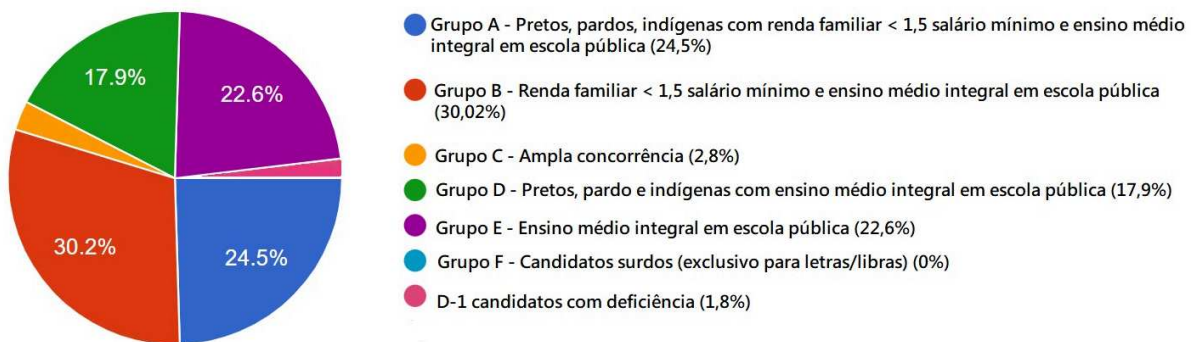 17.9%
22.6%
30.2%
24.5%
Grupo A - Pretos, pardos, indígenas com renda familiar < 1,5 salário mínimo e ensino médio
integral em escola pública (24,5%)
Grupo B - Renda familiar < 1,5 salário mínimo e ensino médio integral em escola pública
(30,02%)
Grupo C - Ampla concorrência (2,8%)
Grupo D - Pretos, pardo e indígenas com ensino médio integral em escola pública (17,9%)
Grupo E - Ensino médio integral em escola pública (22,6%)
Grupo F - Candidatos surdos (exclusivo para letras/libras) (0%)
D-1 candidatos com deficiência (1,8%)